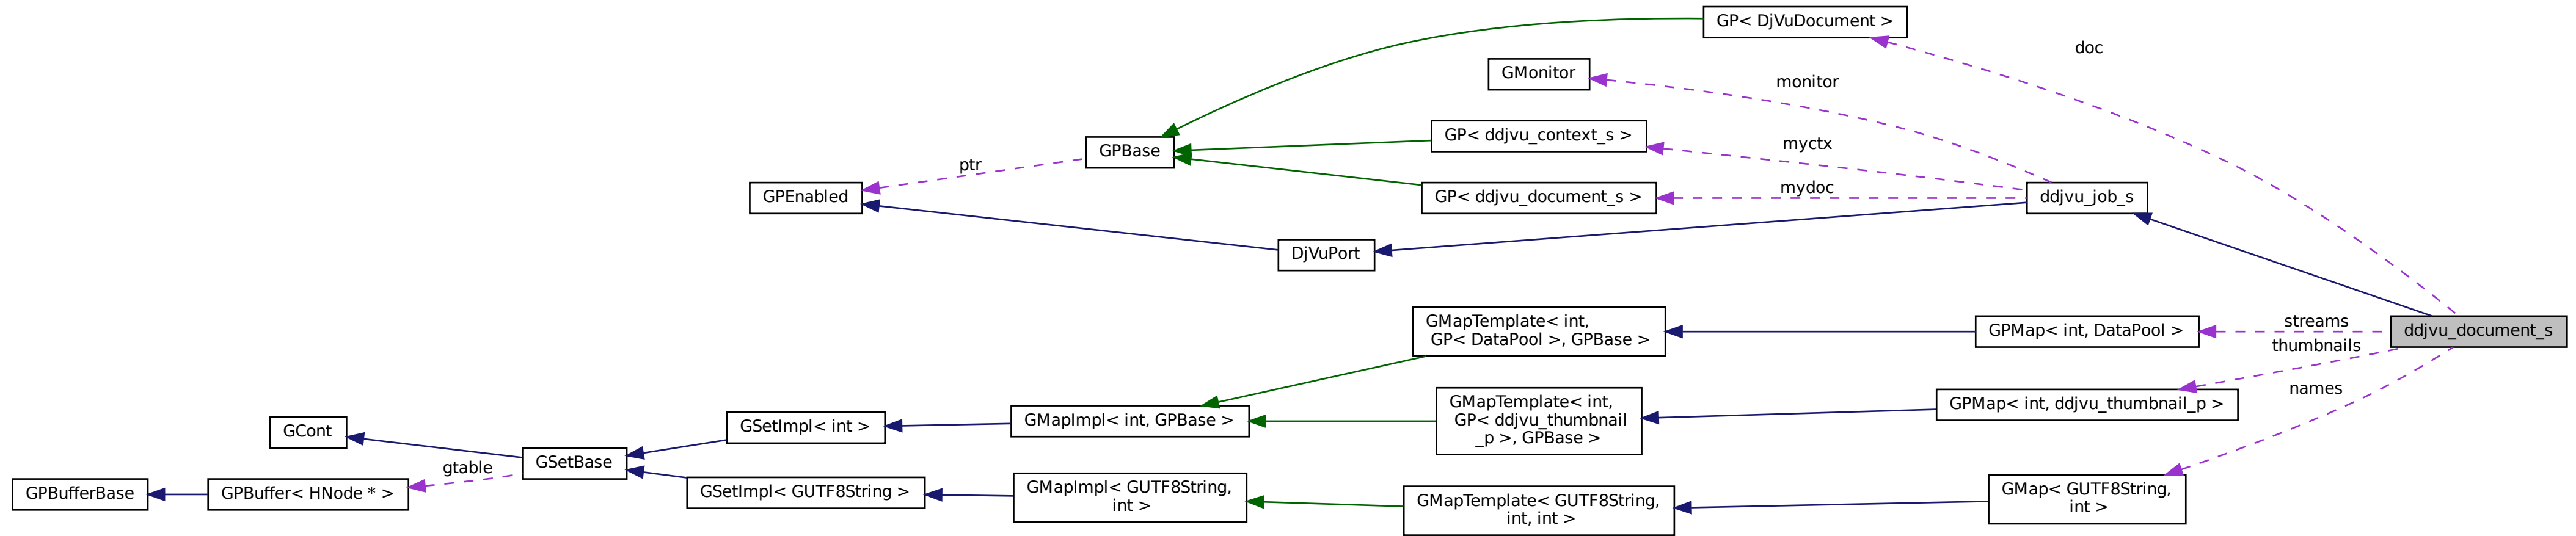 GP< DjVuDocument >
doc
GMonitor
monitor
GP< ddjvu_context_s >
myctx
GPBase
ptr
GPEnabled
GP< ddjvu_document_s >
mydoc
ddjvu_job_s
DjVuPort
GMapTemplate< int,
GP< DataPool >, GPBase >
GPMap< int, DataPool >
streams
ddjvu_document_s
thumbnails
names
GCont
GSetImpl< int >
GMapImpl< int, GPBase >
GMapTemplate< int,
GP< ddjvu_thumbnail
_p >, GPBase >
GPMap< int, ddjvu_thumbnail_p >
GSetBase
gtable
GPBufferBase
GPBuffer< HNode * >
GSetImpl< GUTF8String >
GMapImpl< GUTF8String,
int >
GMapTemplate< GUTF8String,
int, int >
GMap< GUTF8String,
int >